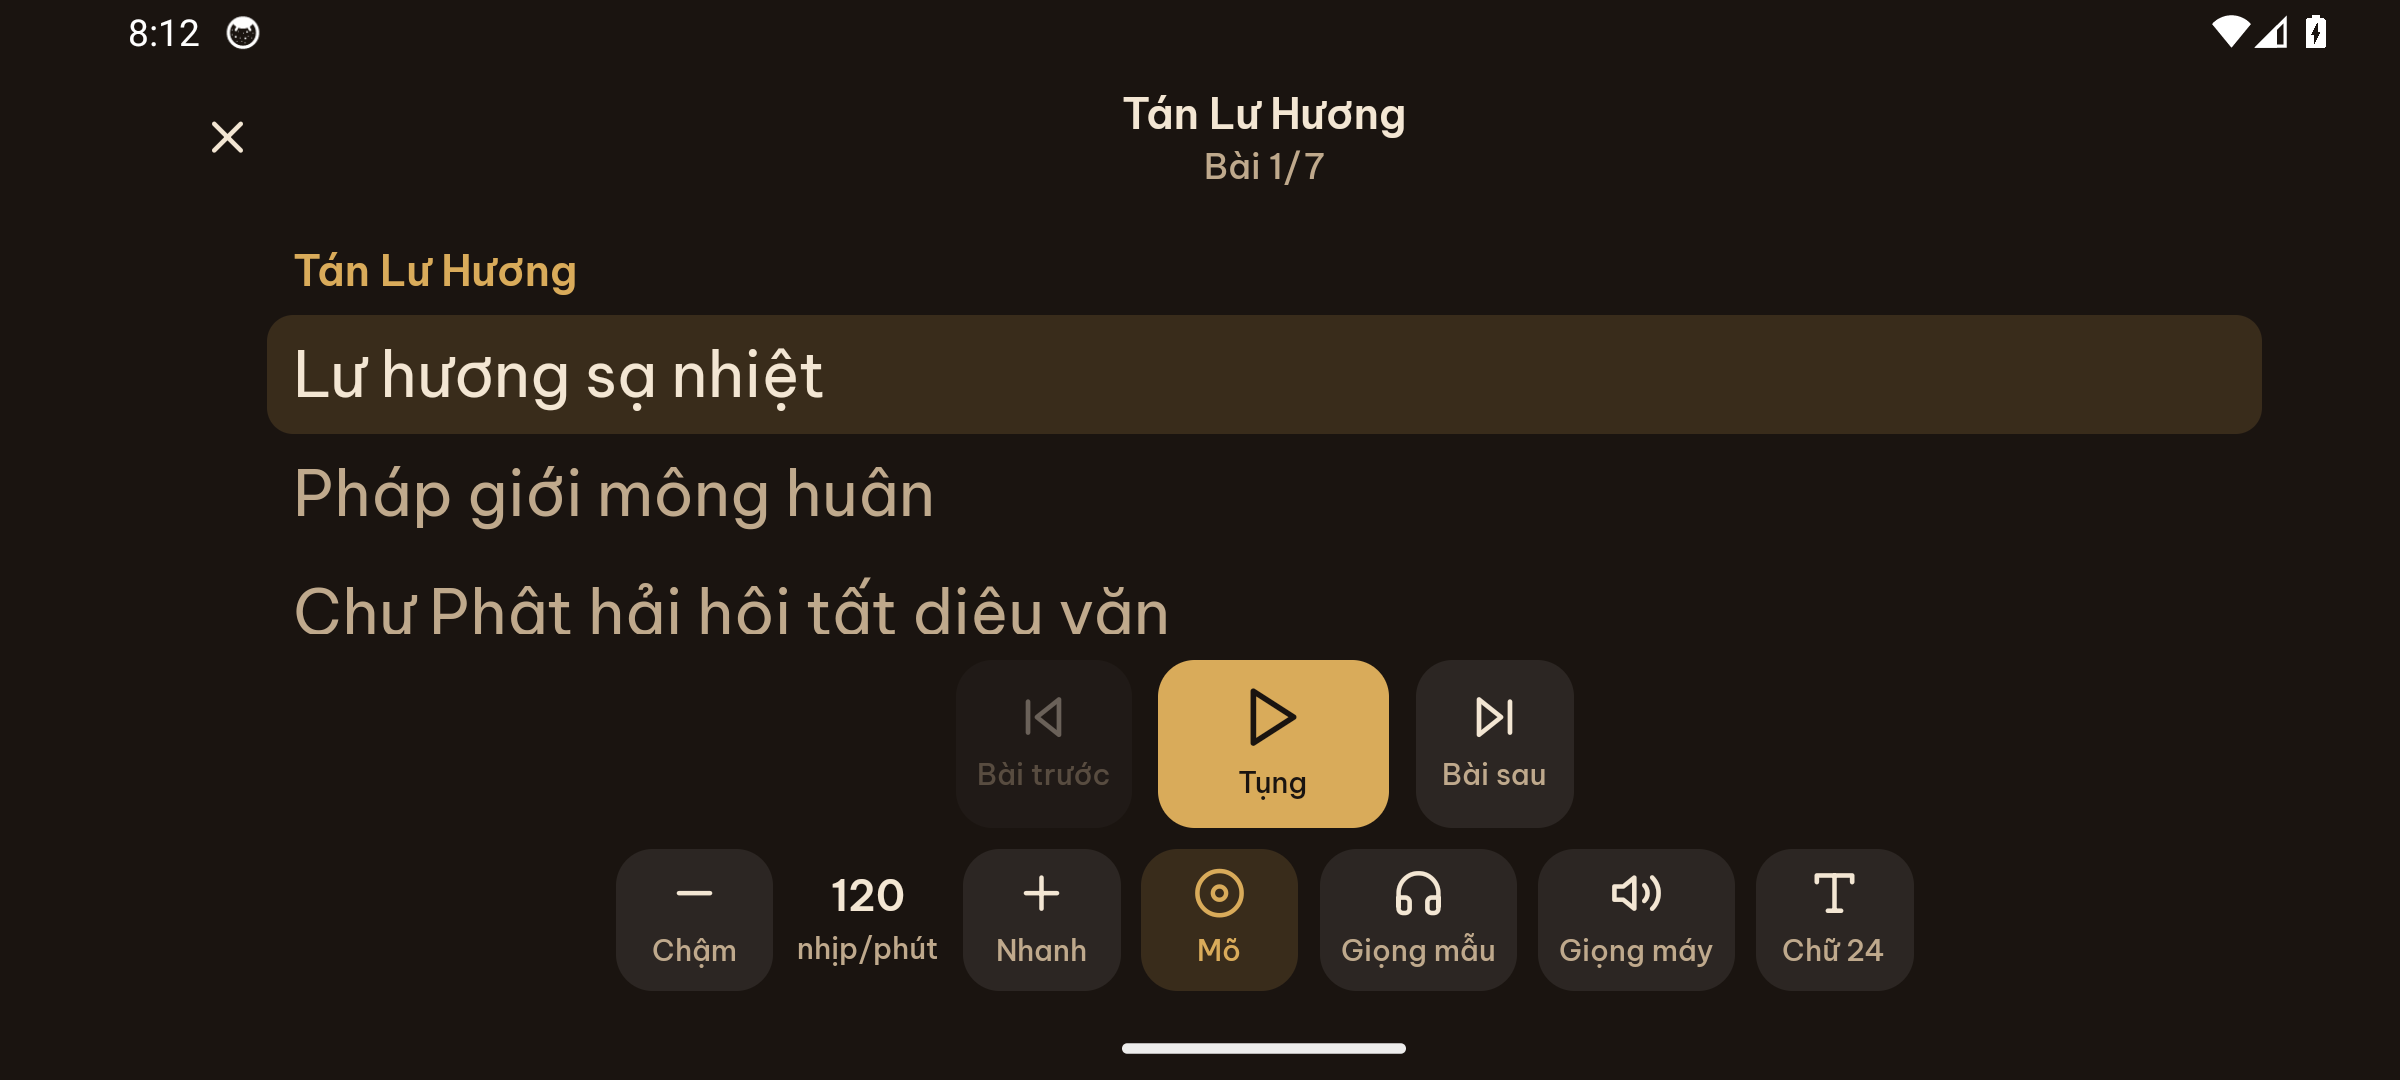 8:12
Tán Lư Hương
Bài 1/7
Tán Lư Hương
Lư hương sạ nhiệt
Pháp giới mông huân
Chư Phật hải hội tất diêu văn
Bài trước
Tụng
Bài sau
Chậm
120
nhịp/phút
Nhanh
Mõ
Giọng mẫu
Giọng máy
Chữ 24